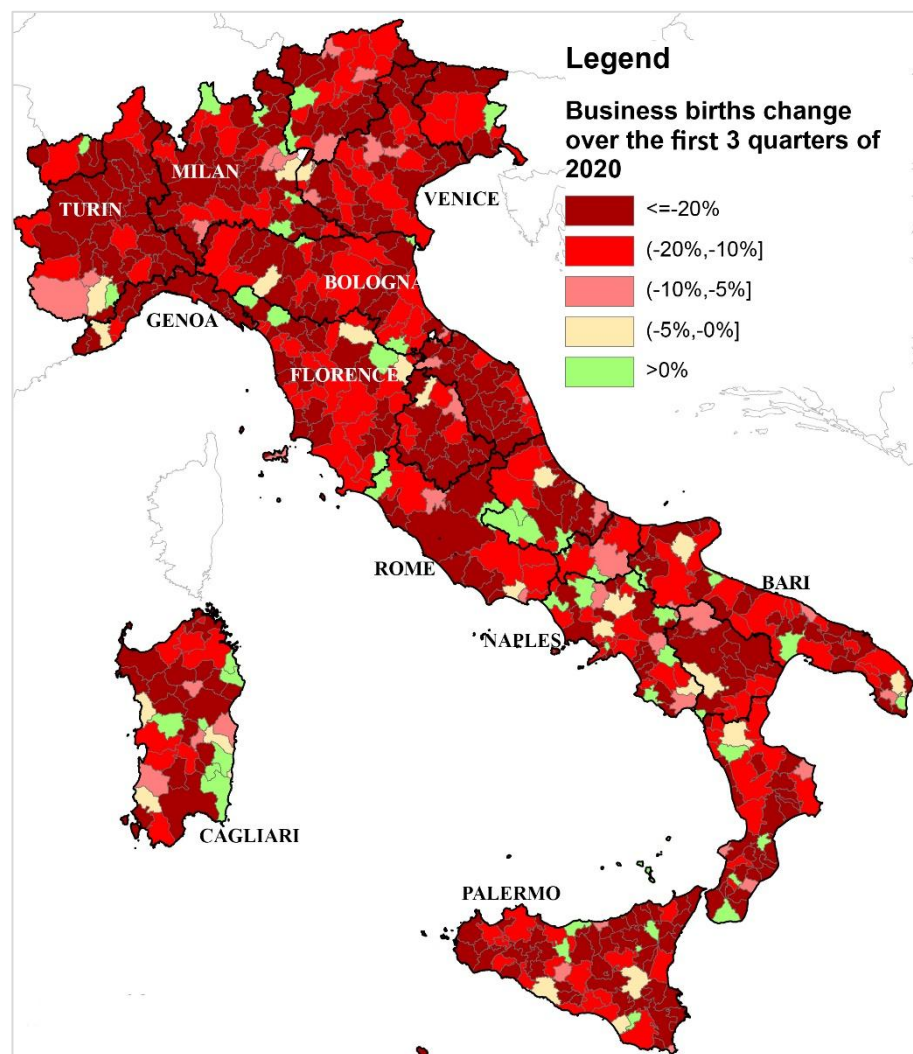 Legend
Business births change
over the first 3 quarters of
2020
<=-20%
(-20%,-10%]
(-10%,-5%]
(-5%,-0%]
>0%
MILAN
TURIN
VENICE
BOLOGNA
GENOA
FLORENCE
ROME
BARI
NAPLES
CAGLIARI
PALERMO